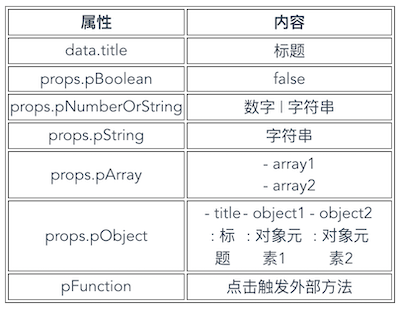 属性 内容
data.title 标题
props.pBoolean false
props.pNumberOrString 数字 | 字符串
props.pString 字符串
props.pArray - array1
- array2
props.pObject - title - object1 - object2
: 标 : 对象元 : 对象元
题 素1 素2
pFunction 点击触发外部方法